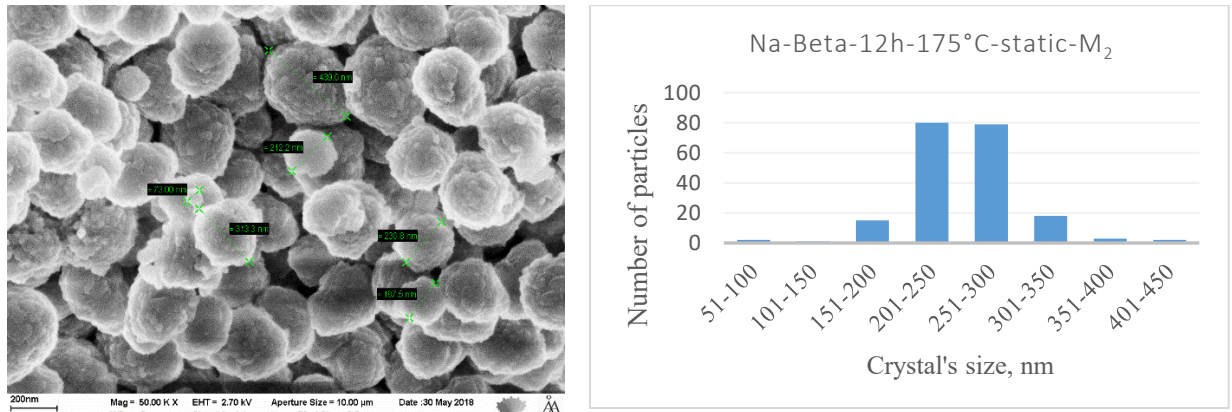 = 439.0 nm
= 212.2 nm
= 73.00 nm
= 313.3 nm
= 230.8 nm
= 187.5 nm
200nm
Mag = 50.00 K X EHT = 2.70 kV Aperture Size = 10.00 µm Date :30 May 2018
Na-Beta-12h-175°C-static-M₂
Number of particles
100
80
60
40
20
0
51-100
101-150
151-200
201-250
251-300
301-350
351-400
401-450
Crystal's size, nm